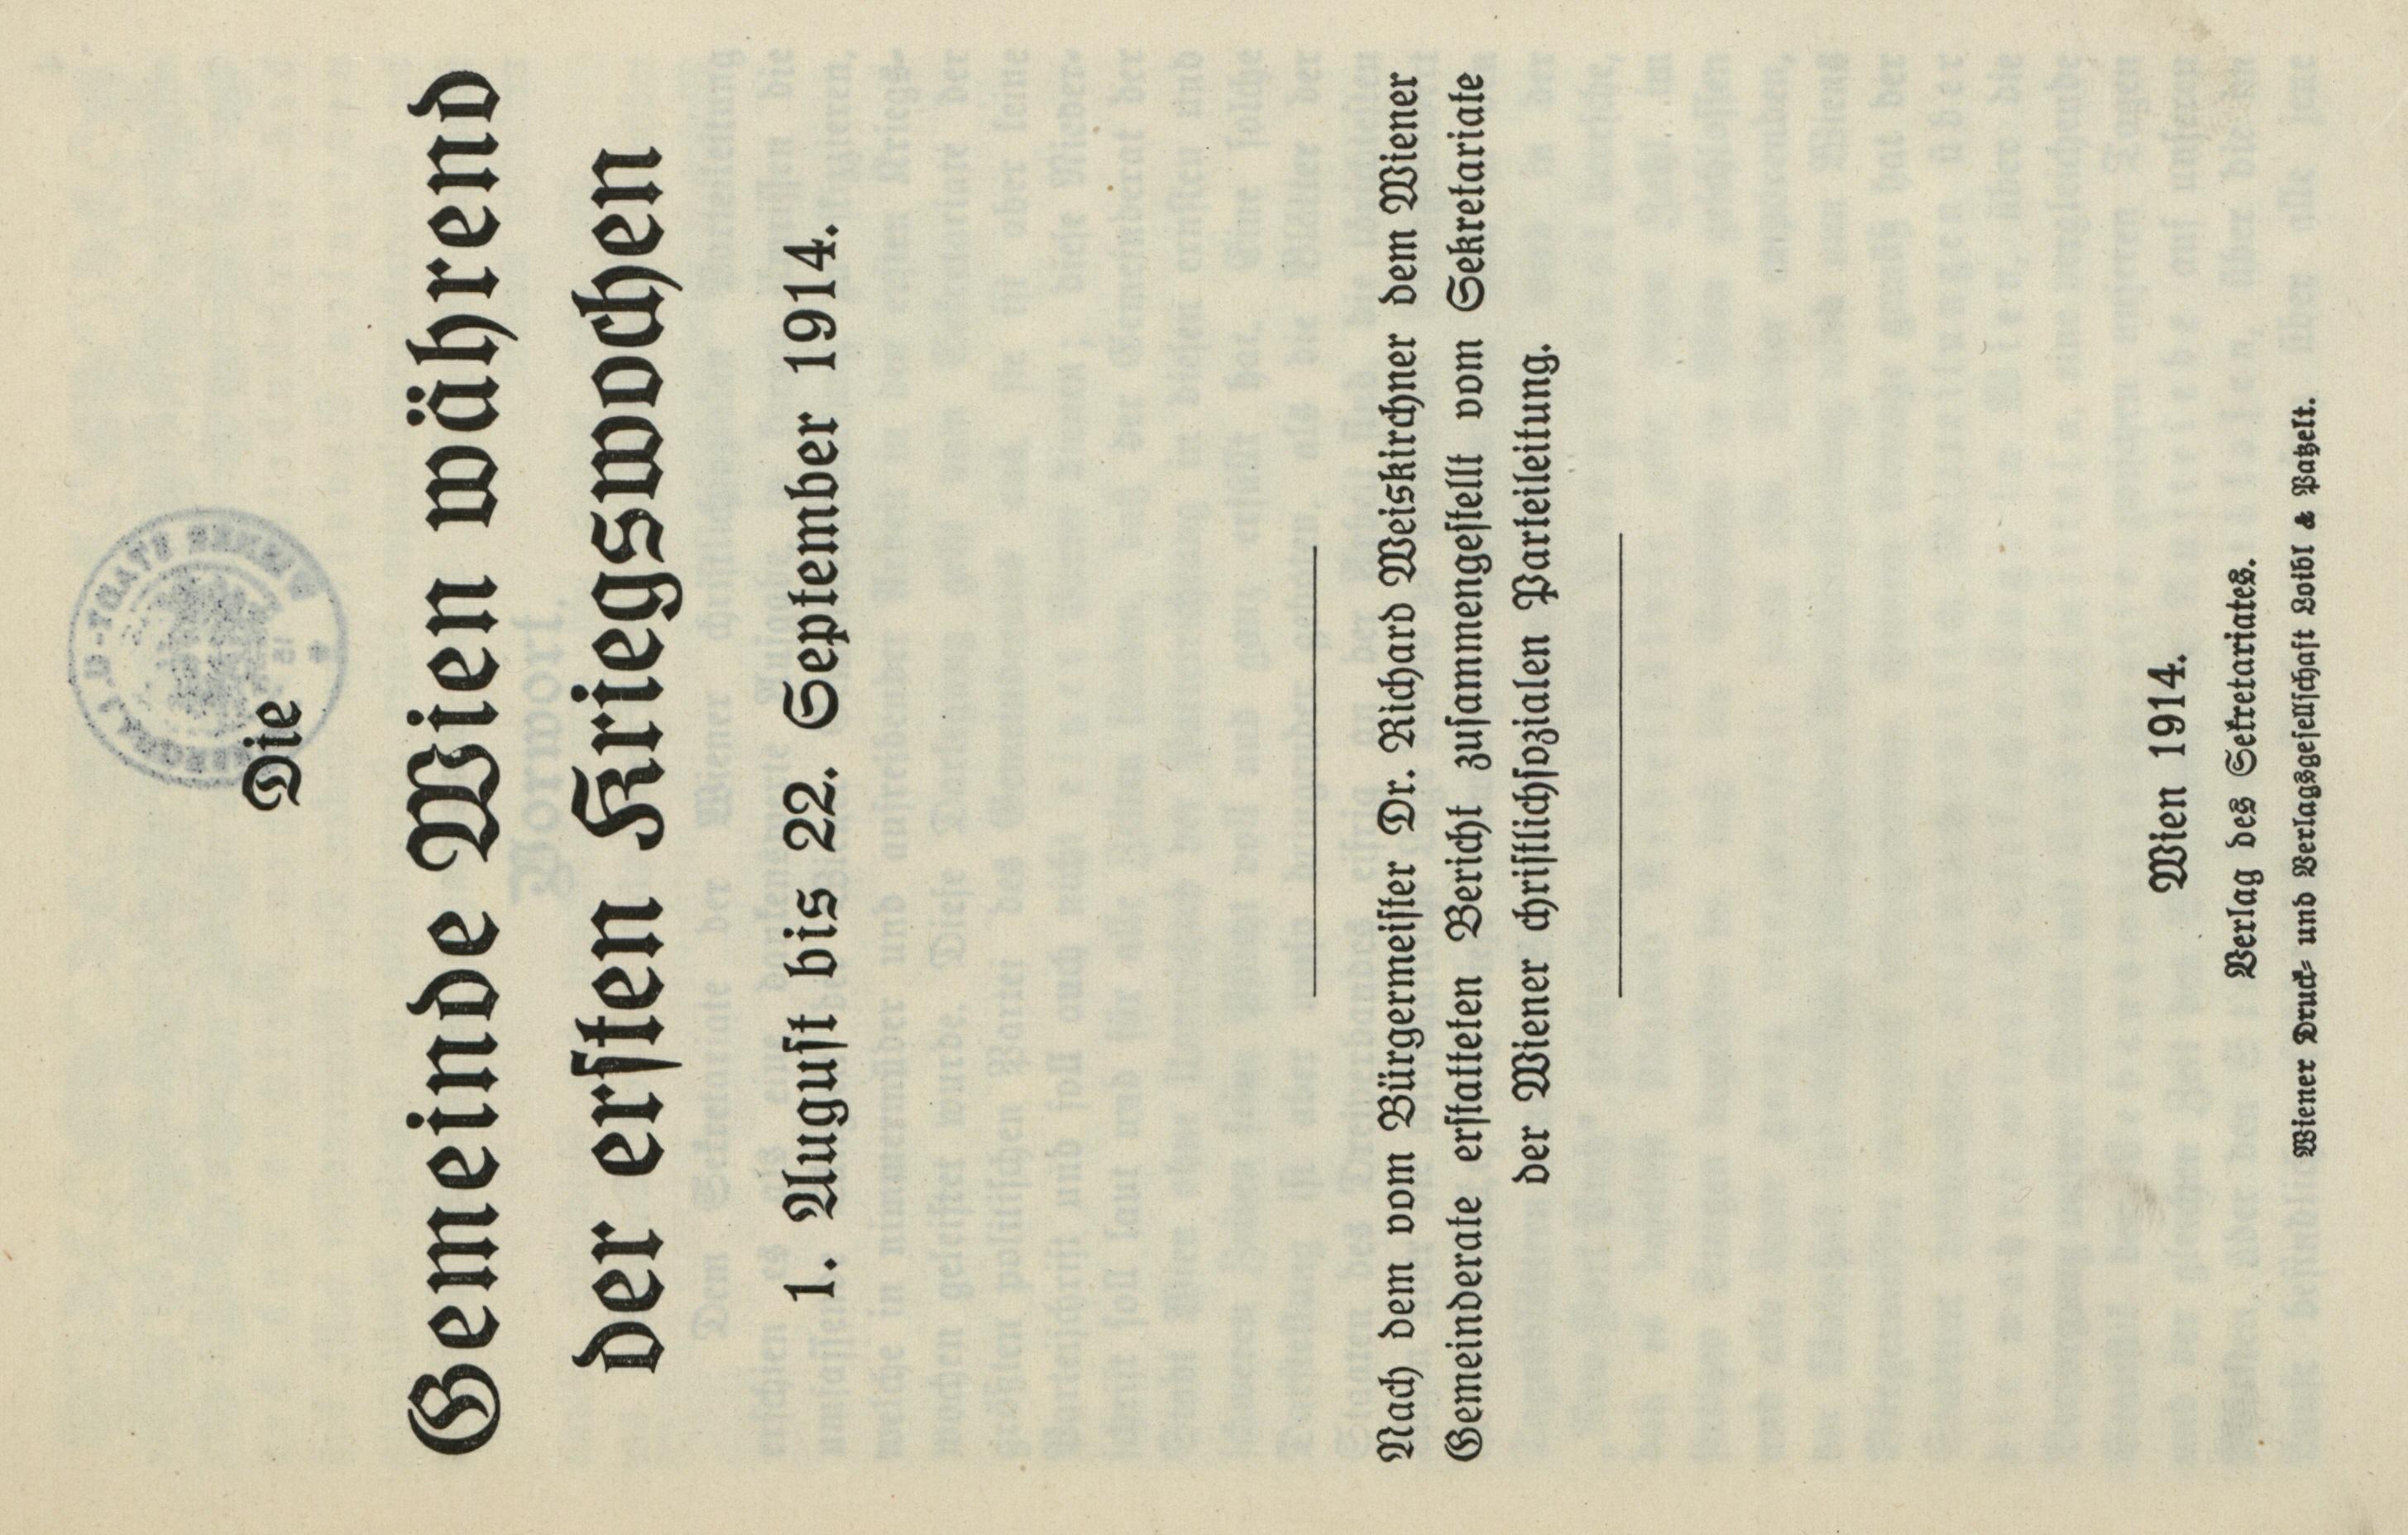 Die
Gemeinde Wien während
der erſten Kriegswochen
1. Auguſt bis 22. September 1914.
Nach dem vom Bürgermeiſter Dr. Richard Weiskirchner dem Wiener
Gemeinderate erſtatteten Bericht zuſammengeſtellt vom Sekretariate
der Wiener chriſtlichſozialen Parteileitung.
Wien 1914.
Verlag des Sekretariates.
Wiener Druck- und Verlagsgeſellſchaft Loibl & Patzelt.